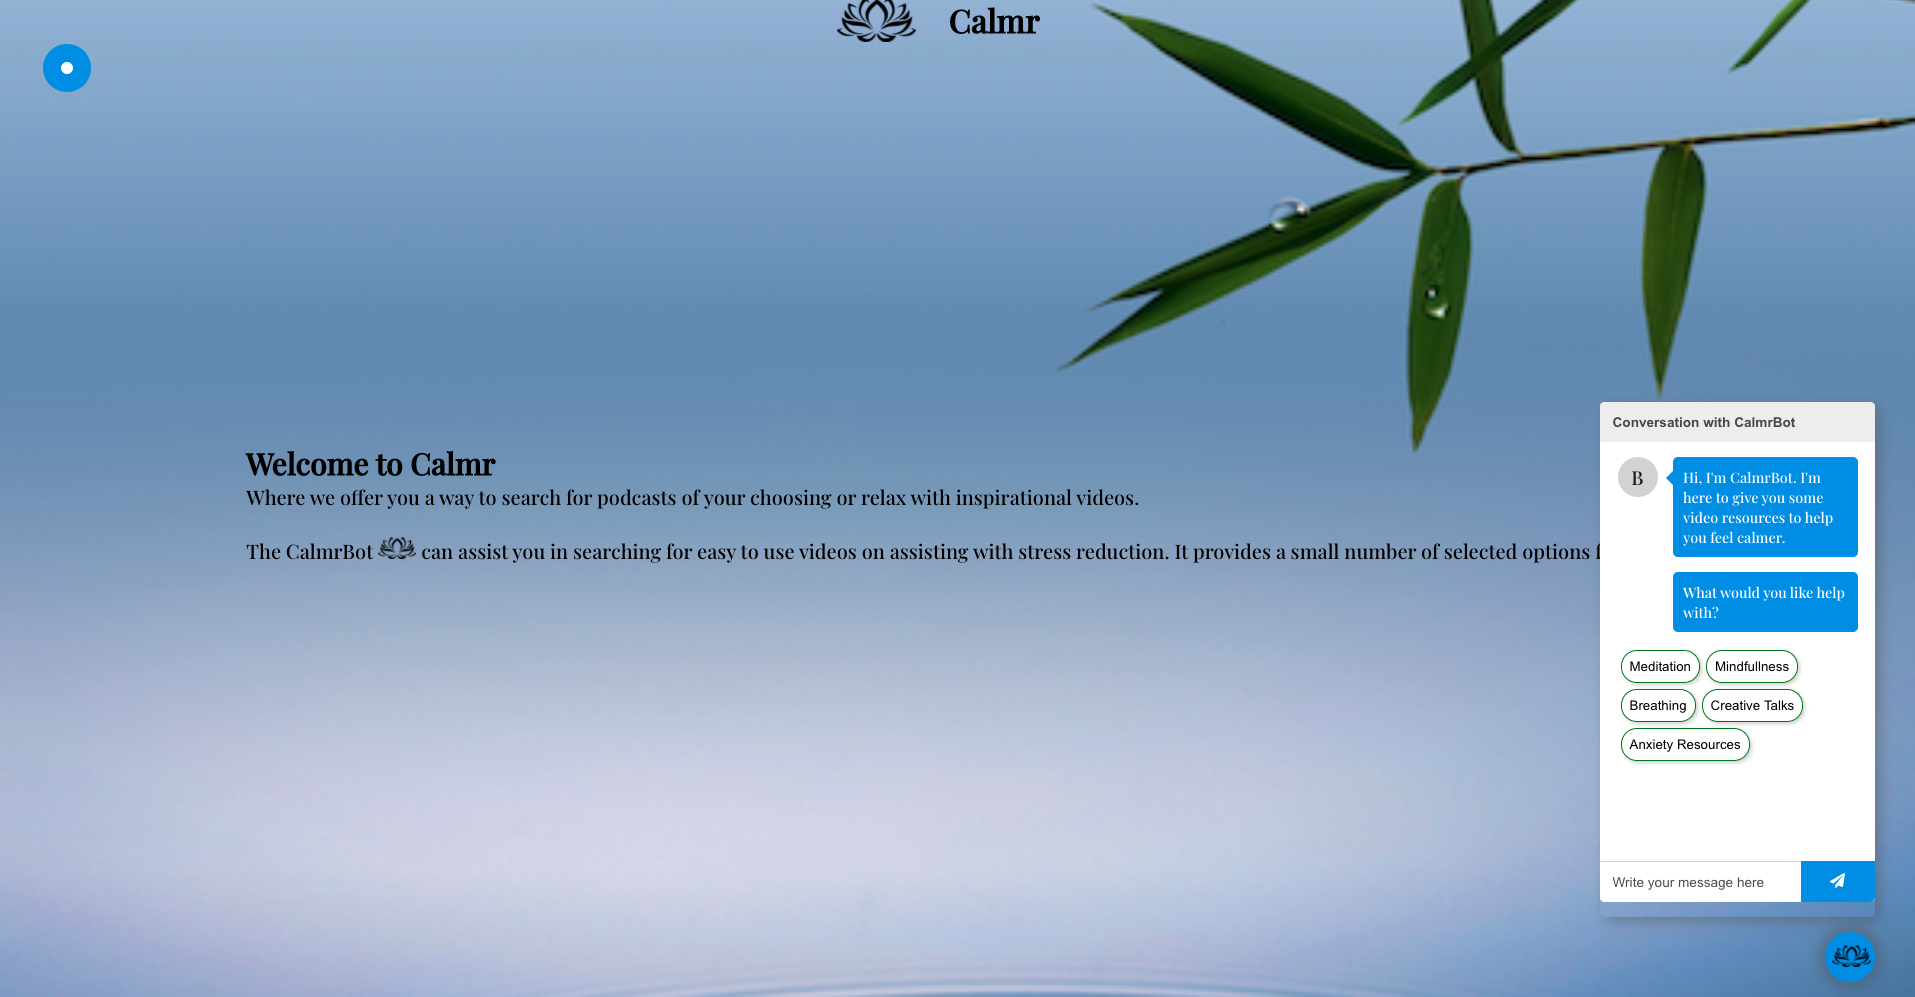 Calmr
Welcome to Calmr
Where we offer you a way to search for podcasts of your choosing or relax with inspirational videos.
The CalmrBot can assist you in searching for easy to use videos on assisting with stress reduction. It provides a small number of selected options
Conversation with CalmrBot
B
Hi, I'm CalmrBot. I'm
here to give you some
video resources to help
you feel calmer.
What would you like help
with?
Meditation
Mindfullness
Breathing
Creative Talks
Anxiety Resources
Write your message here